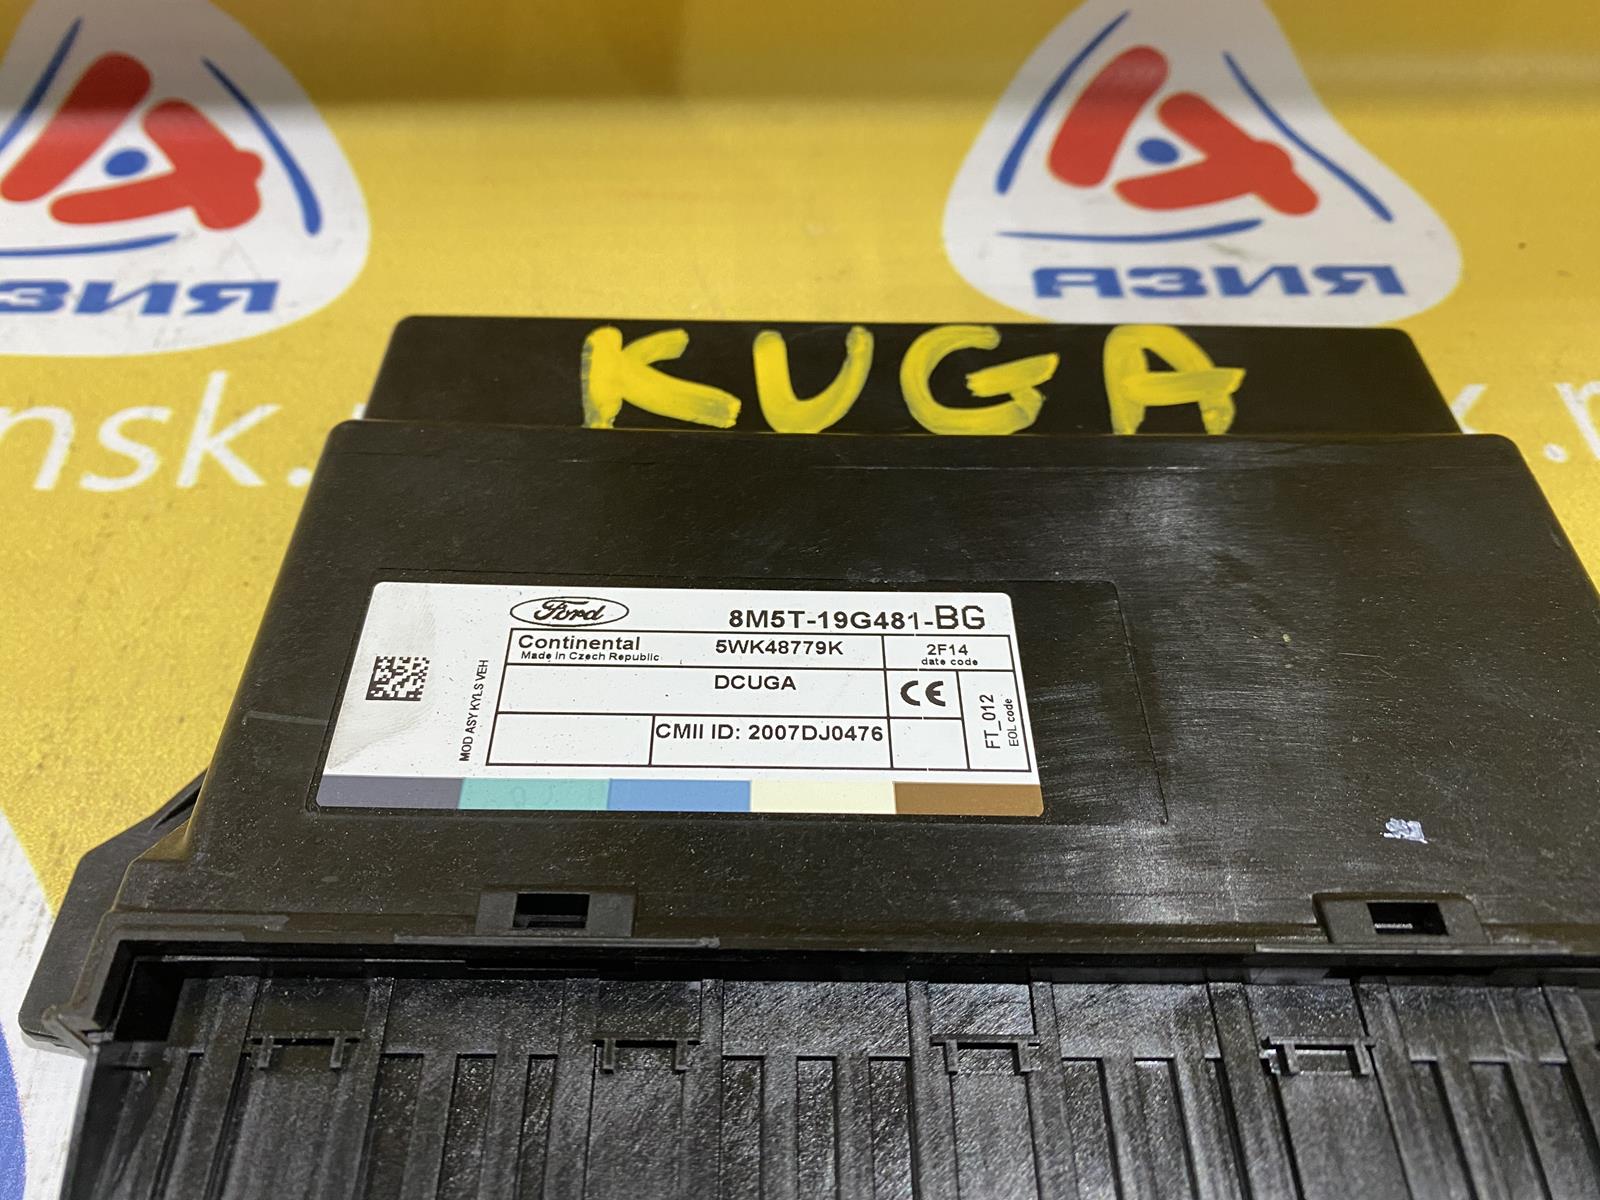 АЗИЯ
АЗИЯ
nsk.
KUGA
Ford
8M5T-19G481-BG
Continental
Made in Czech Republic
5WK48779K
2F14
date code
DCUGA
CE
CMII ID: 2007DJ0476
MOD ASY KYLS VEH
FT_012
EOL code